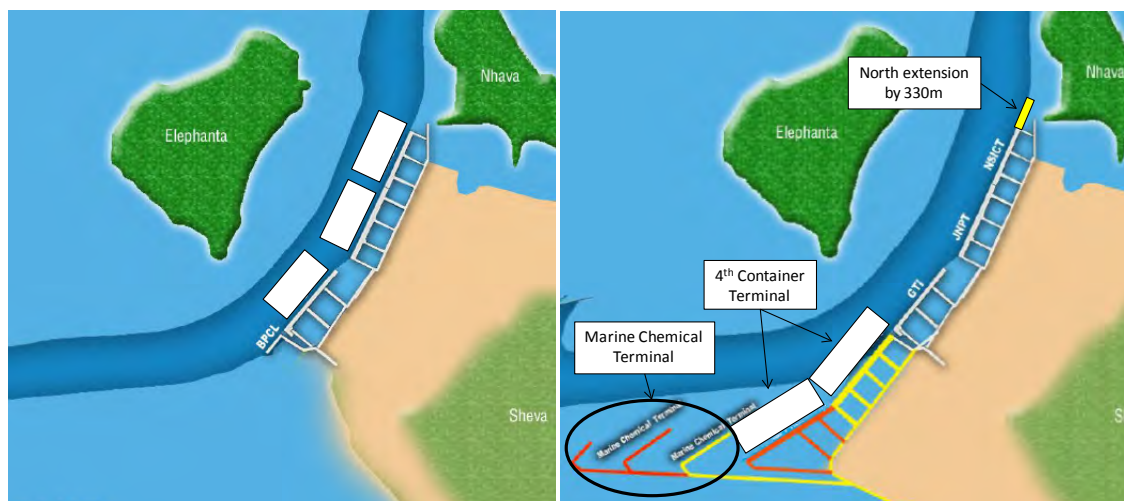 Elephanta
Nhava
BPCL
Sheva
North extension
by 330m
Nhava
Elephanta
NSICT
JNPT
4th Container
Terminal
GTI
Marine Chemical
Terminal
Marine Chemical Terminal
Marine Chemical Terminal
S